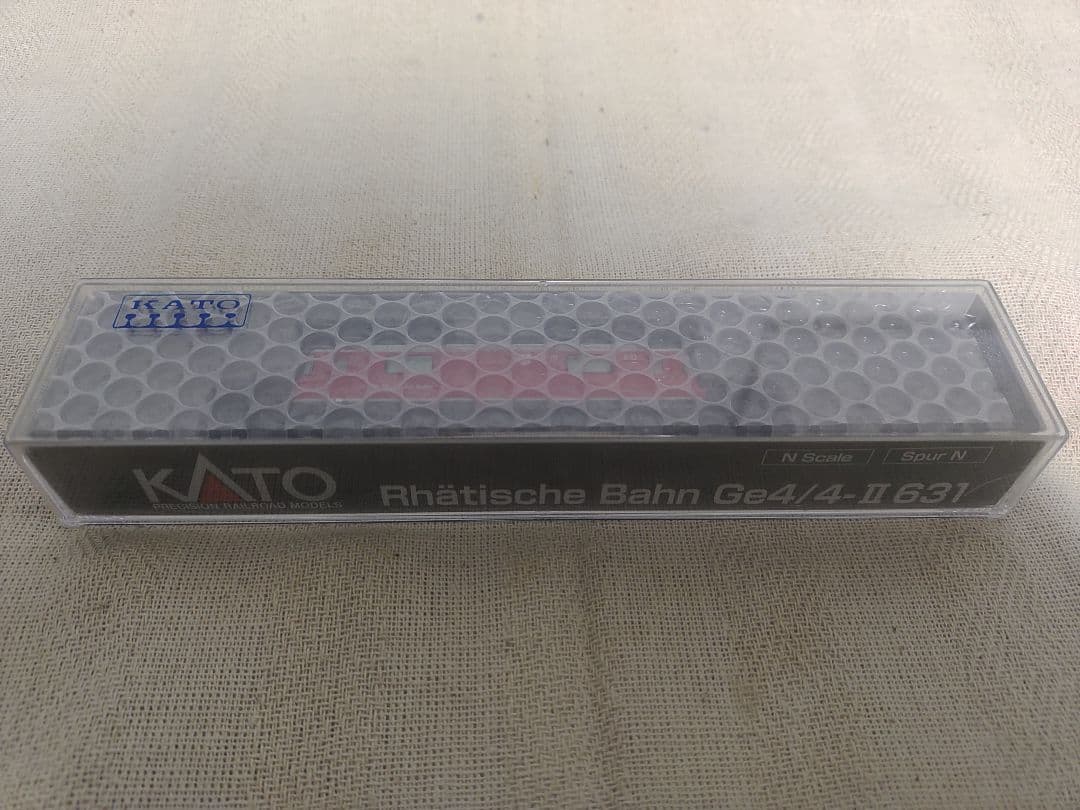 KATO
N Scale
Spur N
KATO
PRECISION RAILROAD MODELS
Rhätische Bahn Ge4/4-II 631